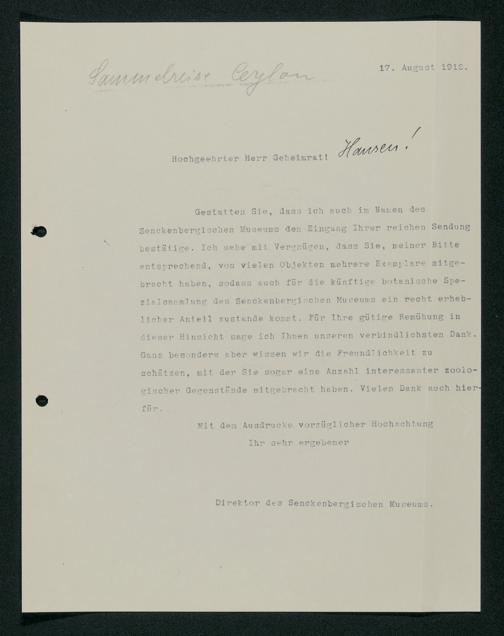 Sammelreise Ceylon
17. August 1912.
Hochgeehrter Herr Geheimrat! Hansen!
Gestatten Sie, dass ich auch im Namen des
Senckenbergischen Museums den Eingang Ihrer reichen Sendung
bestätige. Ich sehe mit Vergnügen, dass Sie, meiner Bitte
entsprechend, von vielen Objekten mehrere Exemplare mitge-
bracht haben, sodass auch für die künftige botanische Spe-
zialsammlung des Senckenbergischen Museums ein recht erheb-
licher Anteil zustande kommt. Für Ihre gütige Bemühung in
dieser Hinsicht sage ich Ihnen unseren verbindlichsten Dank.
Ganz besonders aber wissen wir die Freundlichkeit zu
schätzen, mit der Sie sogar eine Anzahl interessanter zoolo-
gischer Gegenstände mitgebracht haben. Vielen Dank auch hier-
für.
Mit dem Ausdrucke vorzüglicher Hochachtung
Ihr sehr ergebener
Direktor des Senckenbergischen Museums.